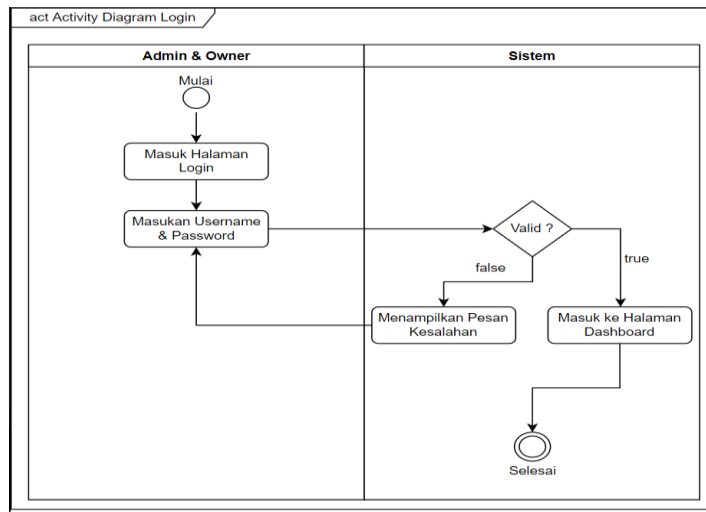 act Activity Diagram Login
Admin & Owner
Sistem
Mulai
Masuk Halaman
Login
Masukan Username
& Password
Valid ?
false
true
Menampilkan Pesan
Kesalahan
Masuk ke Halaman
Dashboard
Selesai